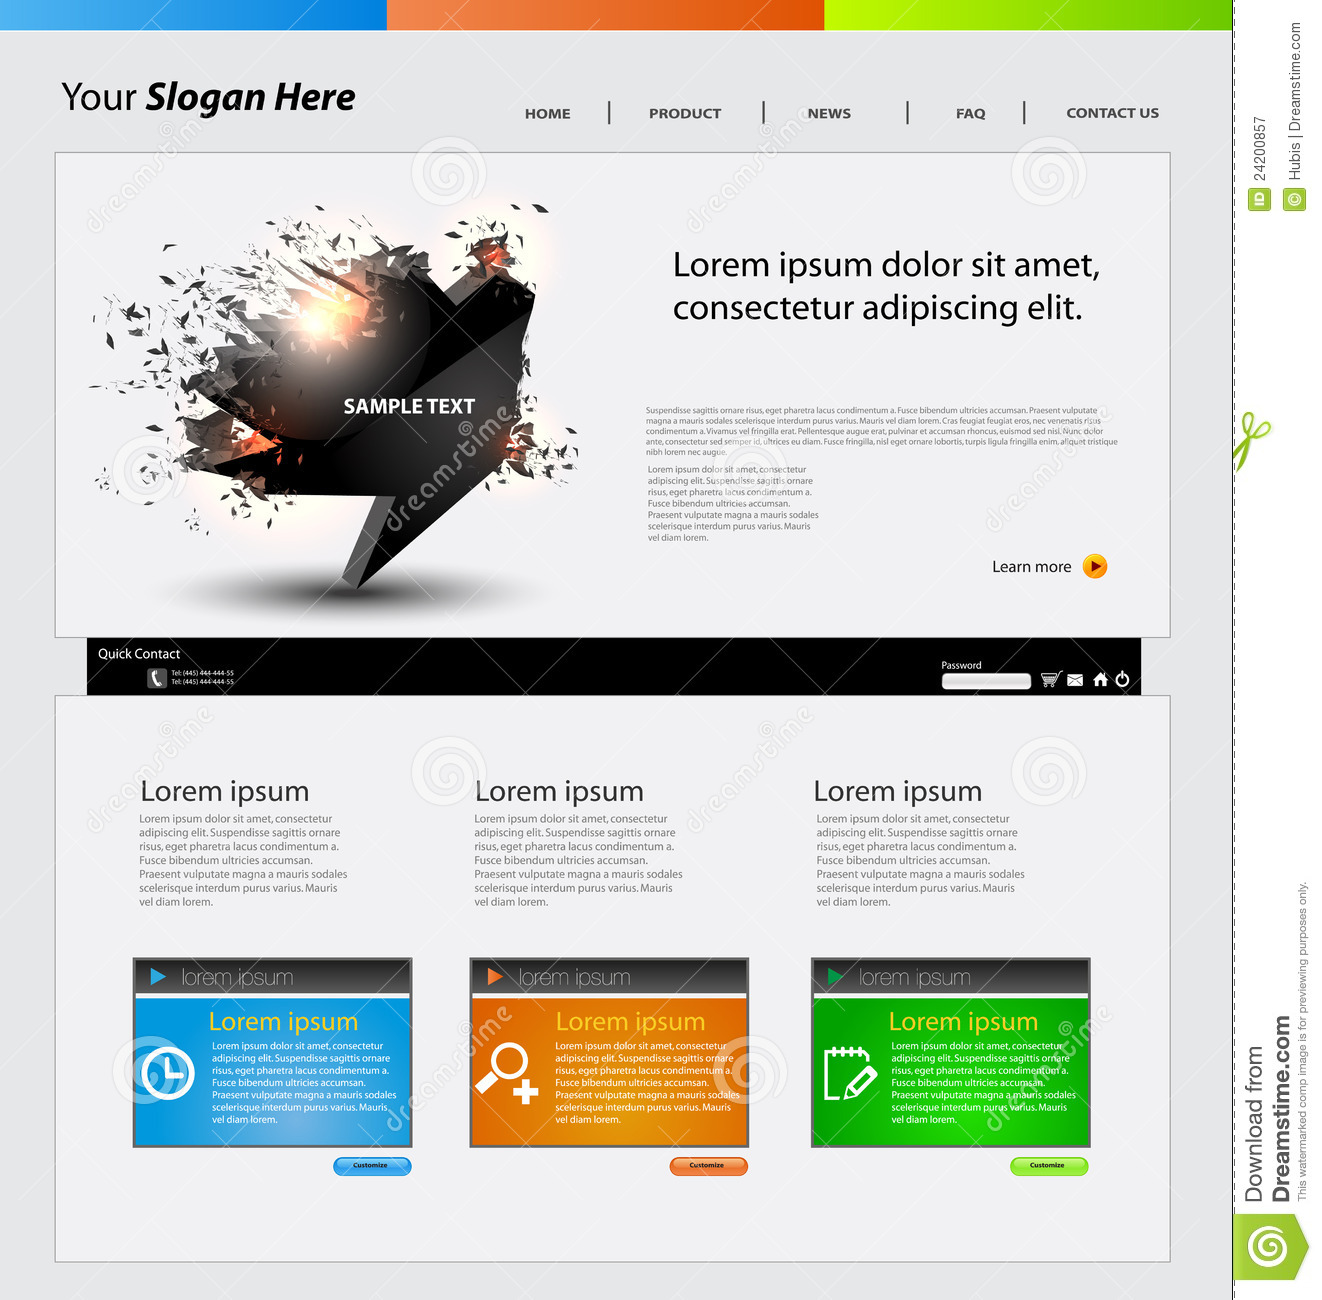 Your Slogan Here
HOME | PRODUCT | NEWS | FAQ | CONTACT US
SAMPLE TEXT
Lorem ipsum dolor sit amet,
consectetur adipiscing elit.
Suspendisse sagittis ornare risus, eget pharetra lacus condimentum a. Fusce bibendum ultricies accumsan. Praesent vulputate
magna a mauris sodales scelerisque interdum purus varius. Mauris vel diam lorem. Cras feugiat feugiat eros, nec venenatis risus
condimentum a. Vivamus vel fringilla erat. Pellentesque augue erat, pulvinar et accumsan rhoncus, euismod sed nisi. Nunc dolor
ante, consectetur sed semper id, ultrices eu diam. Fusce fringilla, nisl eget ornare lobortis, turpis ligula fringilla enim, aliquet tristique
nibh lorem nec augue.
Lorem ipsum dolor sit amet, consectetur
adipiscing elit. Suspendisse sagittis ornare
risus, eget pharetra lacus condimentum a.
Fusce bibendum ultricies accumsan.
Praesent vulputate magna a mauris sodales
scelerisque interdum purus varius. Mauris
vel diam lorem.
Learn more
Quick Contact
Tel: (445) 444-444-55
Tel: (445) 444-444-55
Password
Lorem ipsum
Lorem ipsum dolor sit amet, consectetur
adipiscing elit. Suspendisse sagittis ornare
risus, eget pharetra lacus condimentum a.
Fusce bibendum ultricies accumsan.
Praesent vulputate magna a mauris sodales
scelerisque interdum purus varius. Mauris
vel diam lorem.
Lorem ipsum
Lorem ipsum dolor sit amet, consectetur
adipiscing elit. Suspendisse sagittis ornare
risus, eget pharetra lacus condimentum a.
Fusce bibendum ultricies accumsan.
Praesent vulputate magna a mauris sodales
scelerisque interdum purus varius. Mauris
vel diam lorem.
Lorem ipsum
Lorem ipsum dolor sit amet, consectetur
adipiscing elit. Suspendisse sagittis ornare
risus, eget pharetra lacus condimentum a.
Fusce bibendum ultricies accumsan.
Praesent vulputate magna a mauris sodales
scelerisque interdum purus varius. Mauris
vel diam lorem.
lorem ipsum
Lorem ipsum
Lorem ipsum dolor sit amet, consectetur
adipiscing elit. Suspendisse sagittis ornare
risus, eget pharetra lacus condimentum a.
Fusce bibendum ultricies accumsan.
Praesent vulputate magna a mauris sodales
scelerisque interdum purus varius. Mauris
vel diam lorem.
Customize
lorem ipsum
Lorem ipsum
Lorem ipsum dolor sit amet, consectetur
adipiscing elit. Suspendisse sagittis ornare
risus, eget pharetra lacus condimentum a.
Fusce bibendum ultricies accumsan.
Praesent vulputate magna a mauris sodales
scelerisque interdum purus varius. Mauris
vel diam lorem.
Customize
lorem ipsum
Lorem ipsum
Lorem ipsum dolor sit amet, consectetur
adipiscing elit. Suspendisse sagittis ornare
risus, eget pharetra lacus condimentum a.
Fusce bibendum ultricies accumsan.
Praesent vulputate magna a mauris sodales
scelerisque interdum purus varius. Mauris
vel diam lorem.
Customize
ID 24200857
© Hubis | Dreamstime.com
Download from
Dreamstime.com
This watermarked comp image is for previewing purposes only.
dreamstime
dreamstime
dreamstime
dreamstime
dreamstime
dreamstime
dreamstime
dreamstime